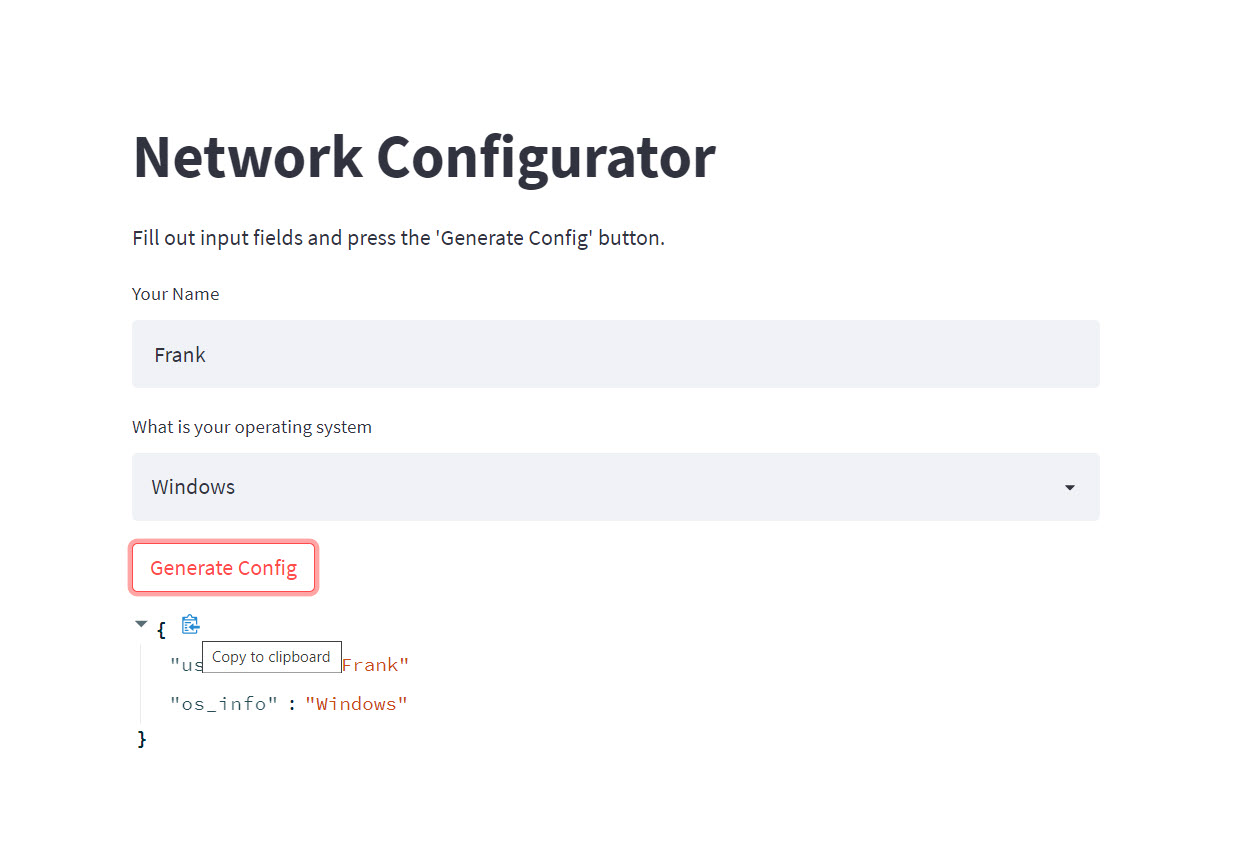 Network Configurator
Fill out input fields and press the 'Generate Config' button.
Your Name
Frank
What is your operating system
Windows
Generate Config
{
Copy to clipboard
Frank"
"os_info" : "Windows"
}